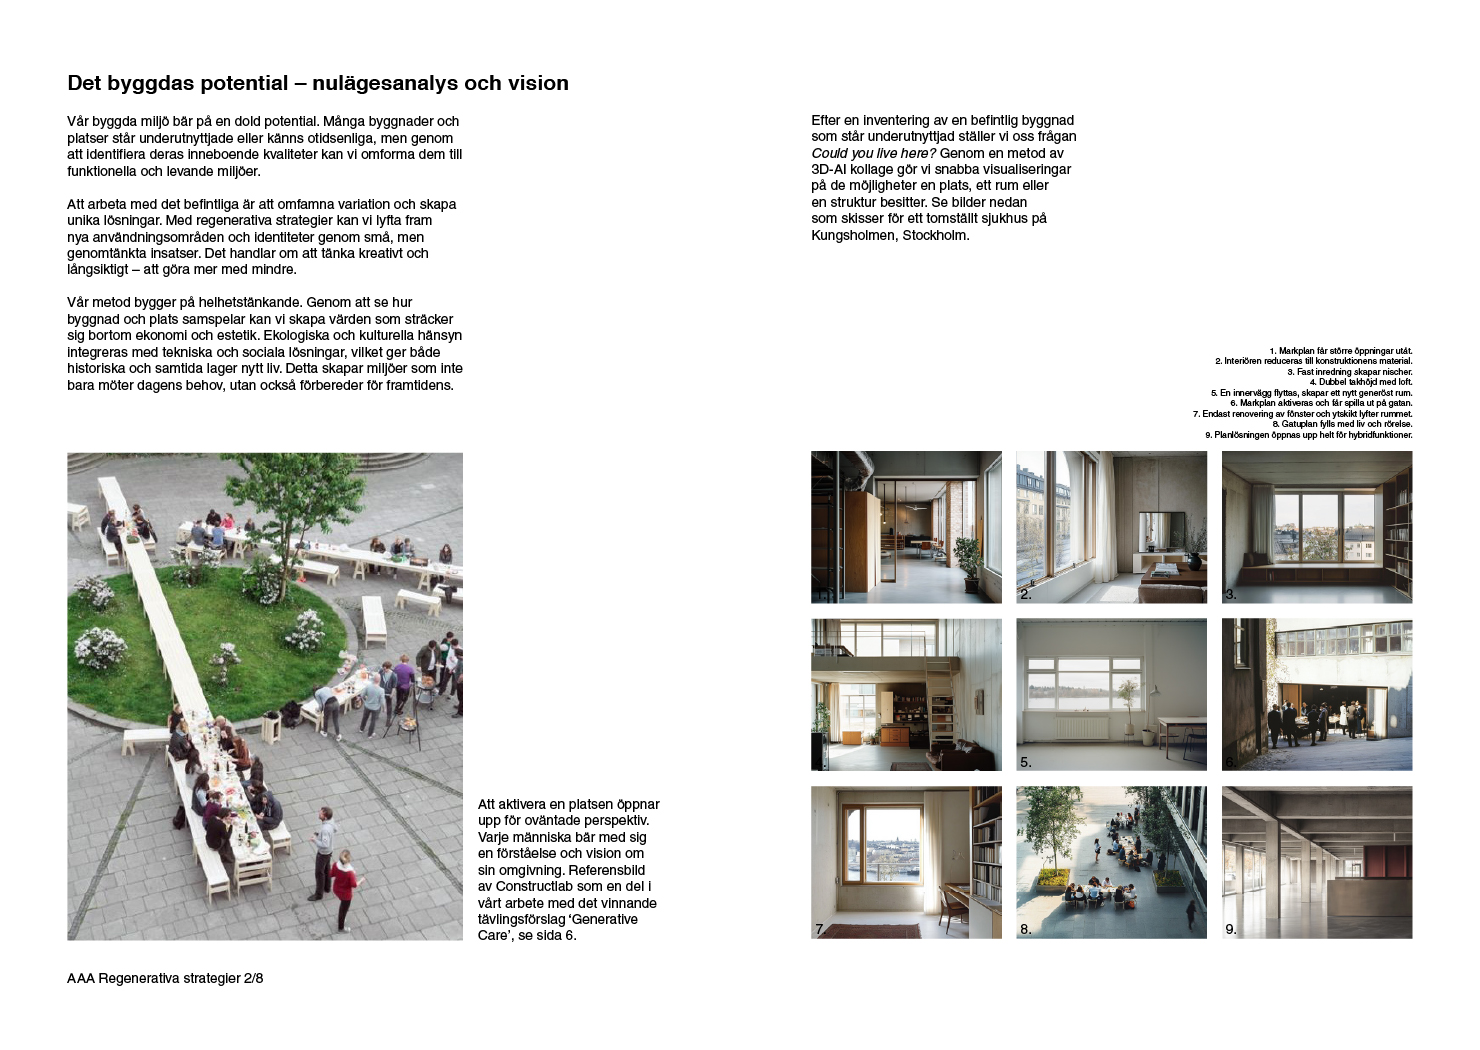 Det byggdas potential – nulägesanalys och vision
Vår byggda miljö bär på en dold potential. Många byggnader och
platser står underutnyttjade eller känns otidsenliga, men genom
att identifiera deras inneboende kvaliteter kan vi omforma dem till
funktionella och levande miljöer.
Att arbeta med det befintliga är att omfamna variation och skapa
unika lösningar. Med regenerativa strategier kan vi lyfta fram
nya användningsområden och identiteter genom små, men
genomtänkta insatser. Det handlar om att tänka kreativt och
långsiktigt – att göra mer med mindre.
Vår metod bygger på helhetstänkande. Genom att se hur
byggnad och plats samspelar kan vi skapa värden som sträcker
sig bortom ekonomi och estetik. Ekologiska och kulturella hänsyn
integreras med tekniska och sociala lösningar, vilket ger både
historiska och samtida lager nytt liv. Detta skapar miljöer som inte
bara möter dagens behov, utan också förbereder för framtidens.
Att aktivera en platsen öppnar
upp för oväntade perspektiv.
Varje människa bär med sig
en förståelse och vision om
sin omgivning. Referensbild
av Constructlab som en del i
vårt arbete med det vinnande
tävlingsförslag ‘Generative
Care’, se sida 6.
AAA Regenerativa strategier 2/8
Efter en inventering av en befintlig byggnad
som står underutnyttjad ställer vi oss frågan
Could you live here? Genom en metod av
3D-AI kollage gör vi snabba visualiseringar
på de möjligheter en plats, ett rum eller
en struktur besitter. Se bilder nedan
som skisser för ett tomställt sjukhus på
Kungsholmen, Stockholm.
1. Markplan får större öppningar utåt.
2. Interiören reduceras till konstruktionens material.
3. Fast inredning skapar nischer.
4. Dubbel takhöjd med loft.
5. En innervägg flyttas, skapar ett nytt generöst rum.
6. Markplan aktiveras och får spilla ut på gatan.
7. Endast renovering av fönster och ytskikt lyfter rummet.
8. Gatuplan fylls med liv och rörelse.
9. Planlösningen öppnas upp helt för hybridfunktioner.
1.
2.
3.
5.
6.
7.
8.
9.